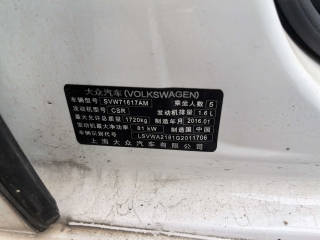 大众汽车(VOLKSWAGEN)
车辆型号 SVW71617AM 乘坐人数 5
发动机型号 CSR 发动机排量 1.6 L
最大允许总质量 1720kg 制造年月 2016.01
发动机最大净功率 81 kW 制造国 中国
车辆识别代号 LSVWA2181G2011706
上海大众汽车有限公司